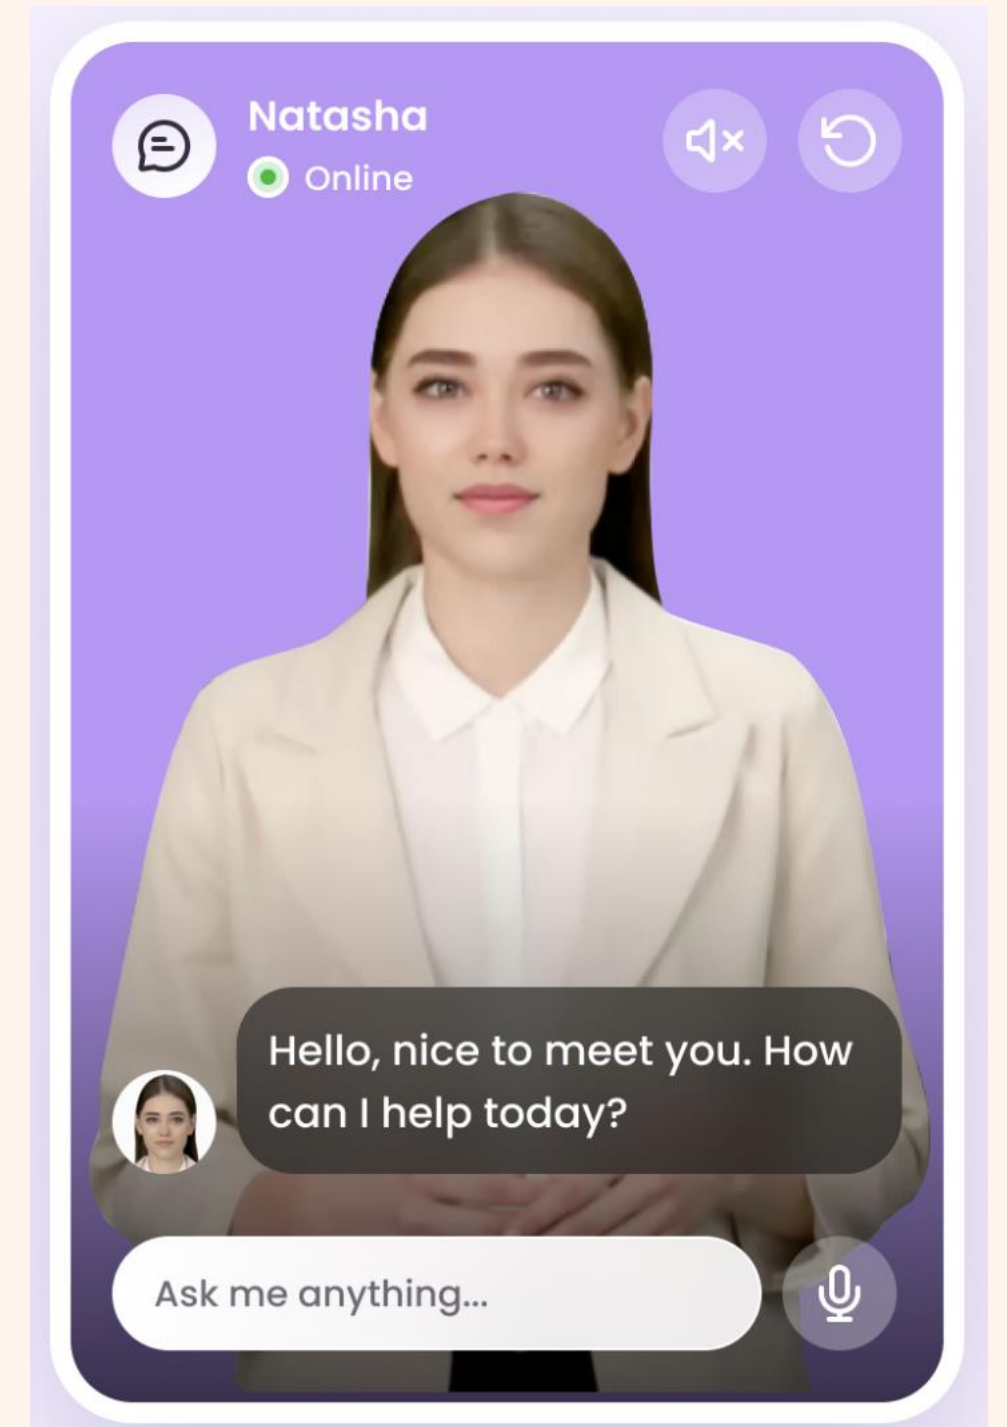 Natasha
Online
Hello, nice to meet you. How
can I help today?
Ask me anything...